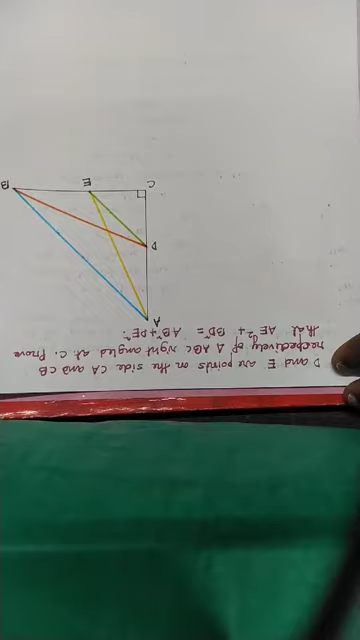 D and E are points on the side CA and CB
respectively of Δ ABC right angles at C. Prove
that AE²+ BD² = AB²+DE².
A
D
B
E
C